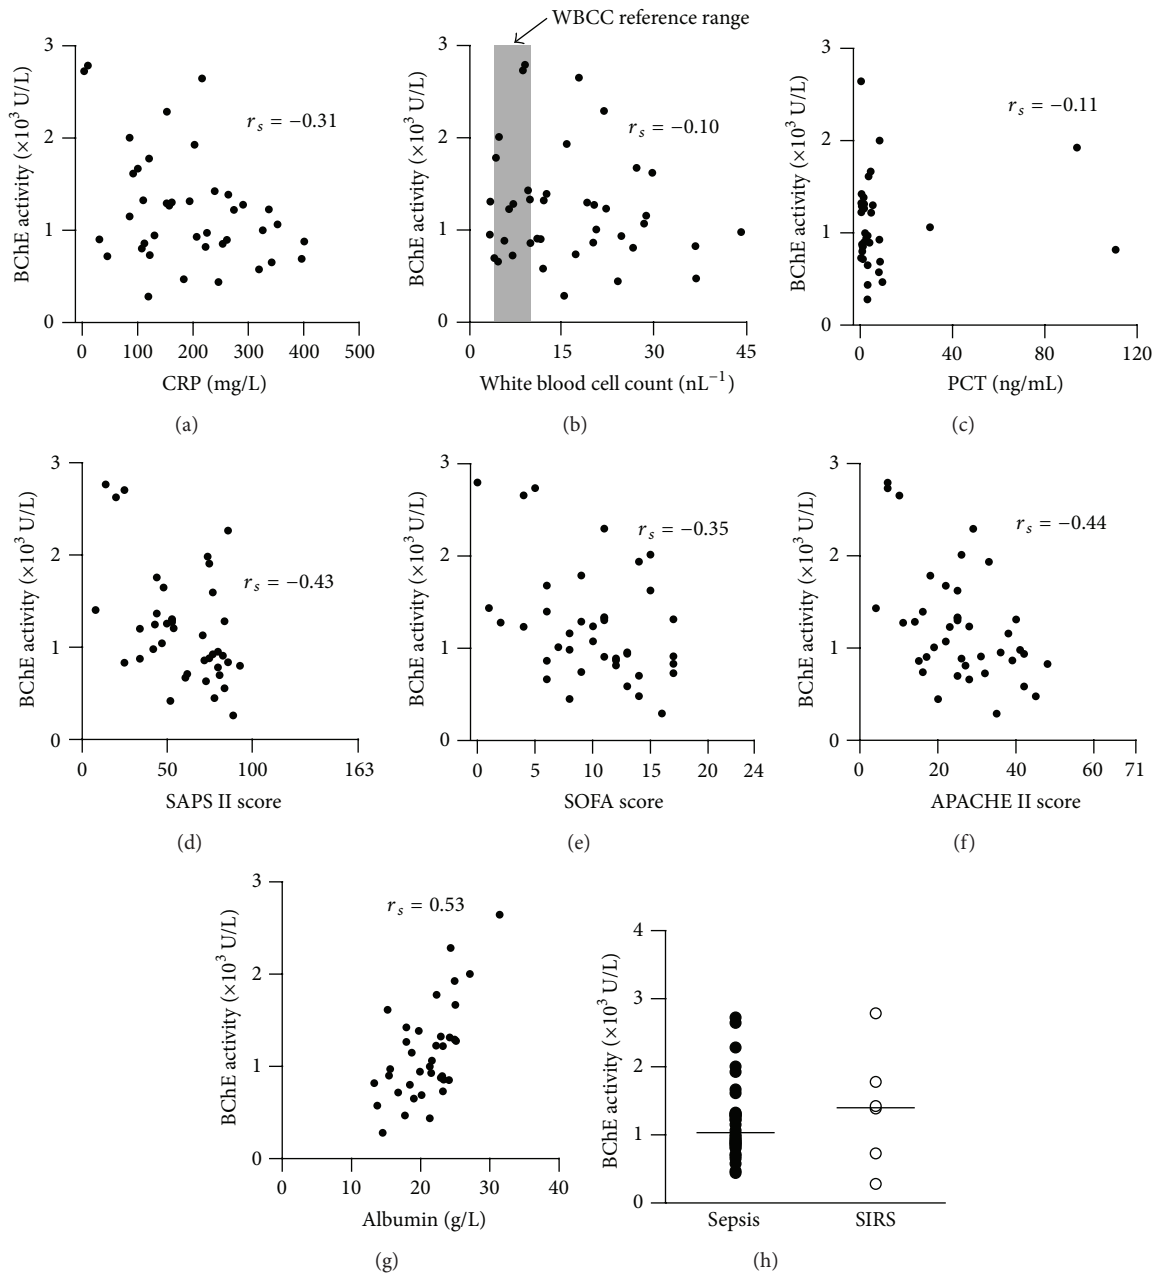 WBCC reference range
3
2
1
0
BChE activity (×10³ U/L)
r_s = −0.31
0 100 200 300 400 500
CRP (mg/L)
(a)
3
2
1
0
BChE activity (×10³ U/L)
r_s = −0.10
0 15 30 45
White blood cell count (nL⁻¹)
(b)
3
2
1
0
BChE activity (×10³ U/L)
r_s = −0.11
0 40 80 120
PCT (ng/mL)
(c)
3
2
1
0
BChE activity (×10³ U/L)
r_s = −0.43
0 50 100 163
SAPS II score
(d)
3
2
1
0
BChE activity (×10³ U/L)
r_s = −0.35
0 5 10 15 20 24
SOFA score
(e)
3
2
1
0
BChE activity (×10³ U/L)
r_s = −0.44
0 20 40 60 71
APACHE II score
(f)
3
2
1
0
BChE activity (×10³ U/L)
r_s = 0.53
0 10 20 30 40
Albumin (g/L)
(g)
4
3
2
1
0
BChE activity (×10³ U/L)
Sepsis SIRS
(h)